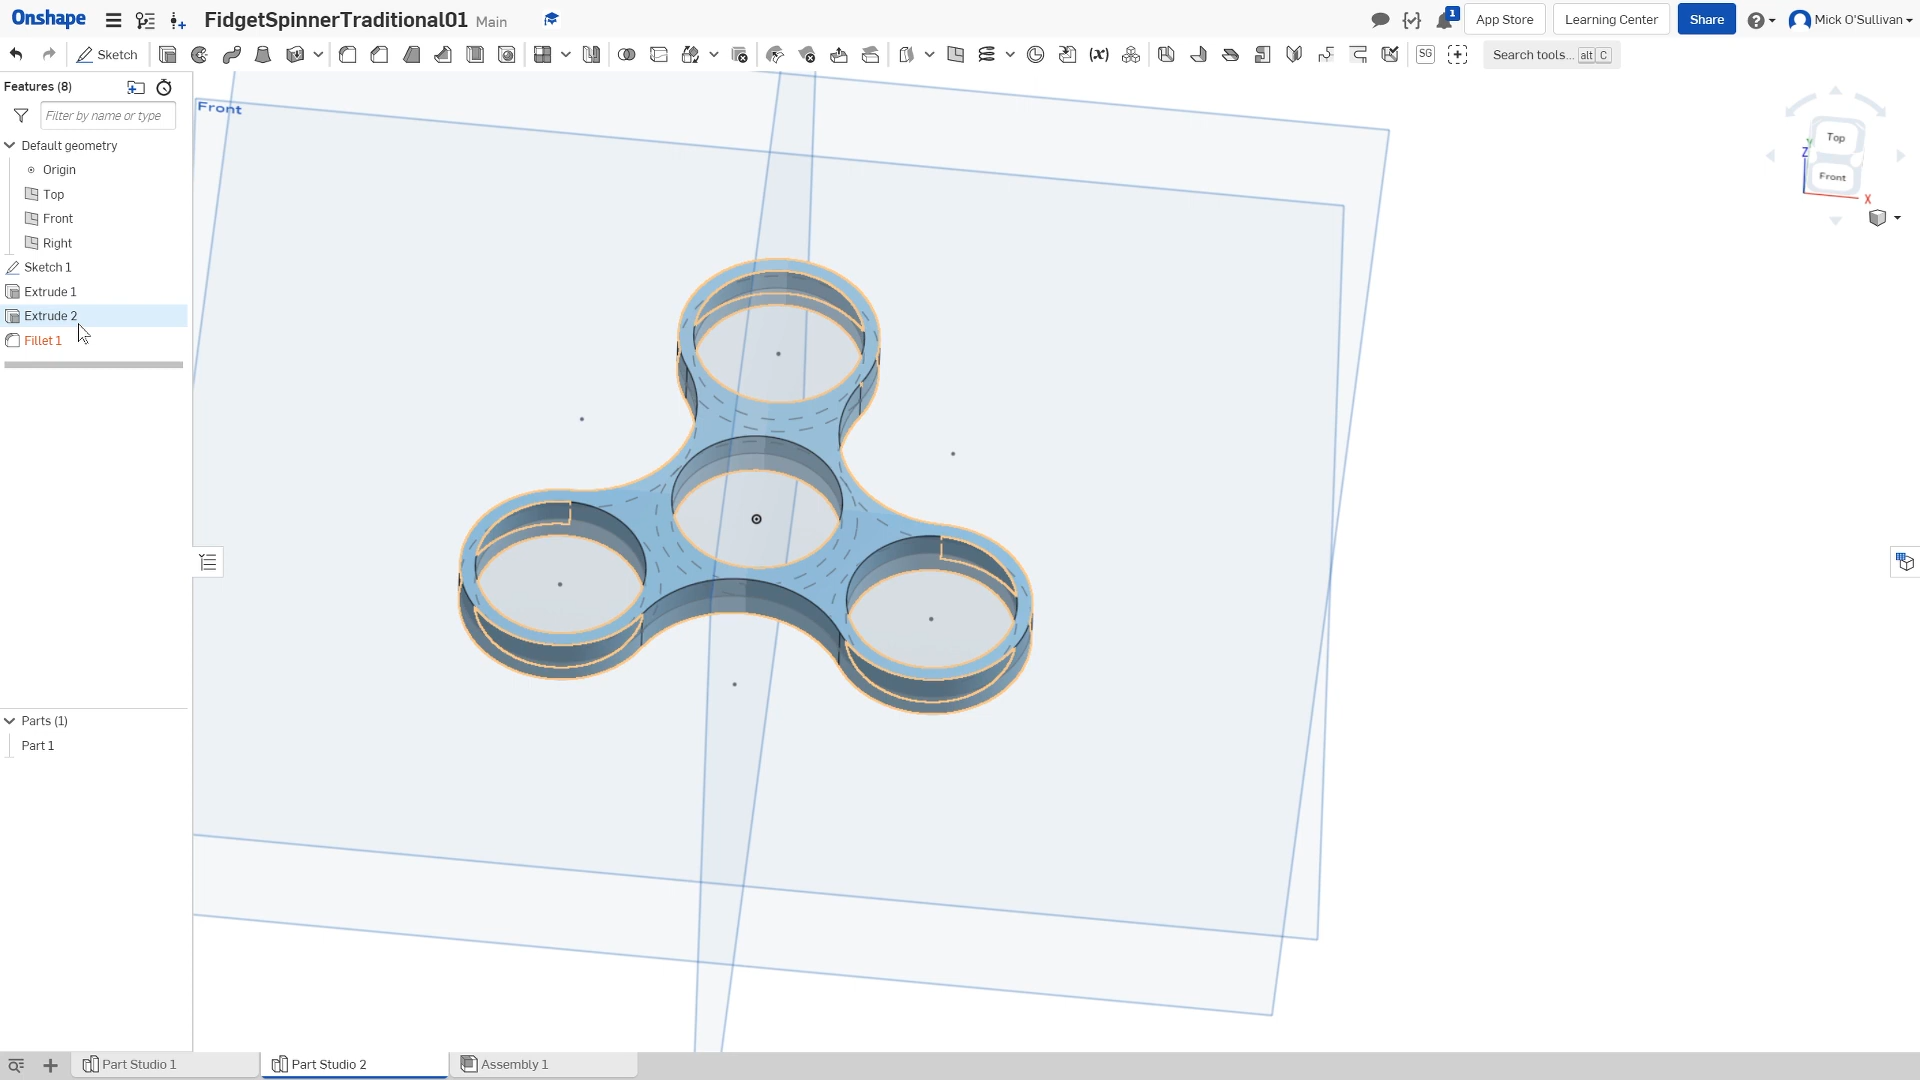 Onshape
FidgetSpinnerTraditional01 Main
1
App Store
Learning Center
Share
Mick O'Sullivan
Sketch
(x)
SG
Search tools... alt C
Features (8)
Filter by name or type
Default geometry
Origin
Top
Front
Right
Sketch 1
Extrude 1
Extrude 2
Fillet 1
Front
Top
Front
Z
Y
X
Parts (1)
Part 1
Part Studio 1
Part Studio 2
Assembly 1